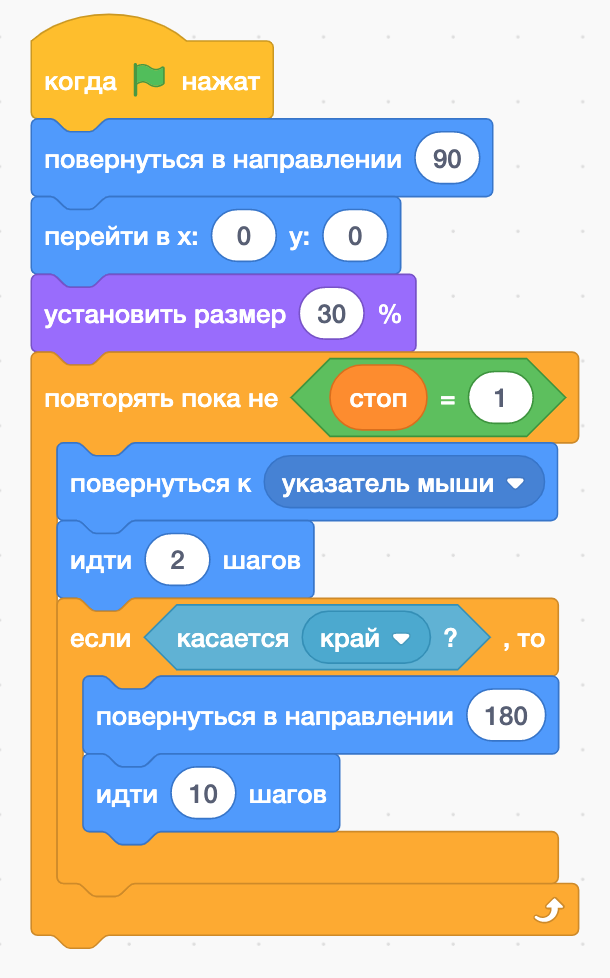 когда нажат
повернуться в направлении 90
перейти в x: 0 y: 0
установить размер 30 %
повторять пока не стоп = 1
повернуться к указатель мыши
идти 2 шагов
если касается край ? , то
повернуться в направлении 180
идти 10 шагов